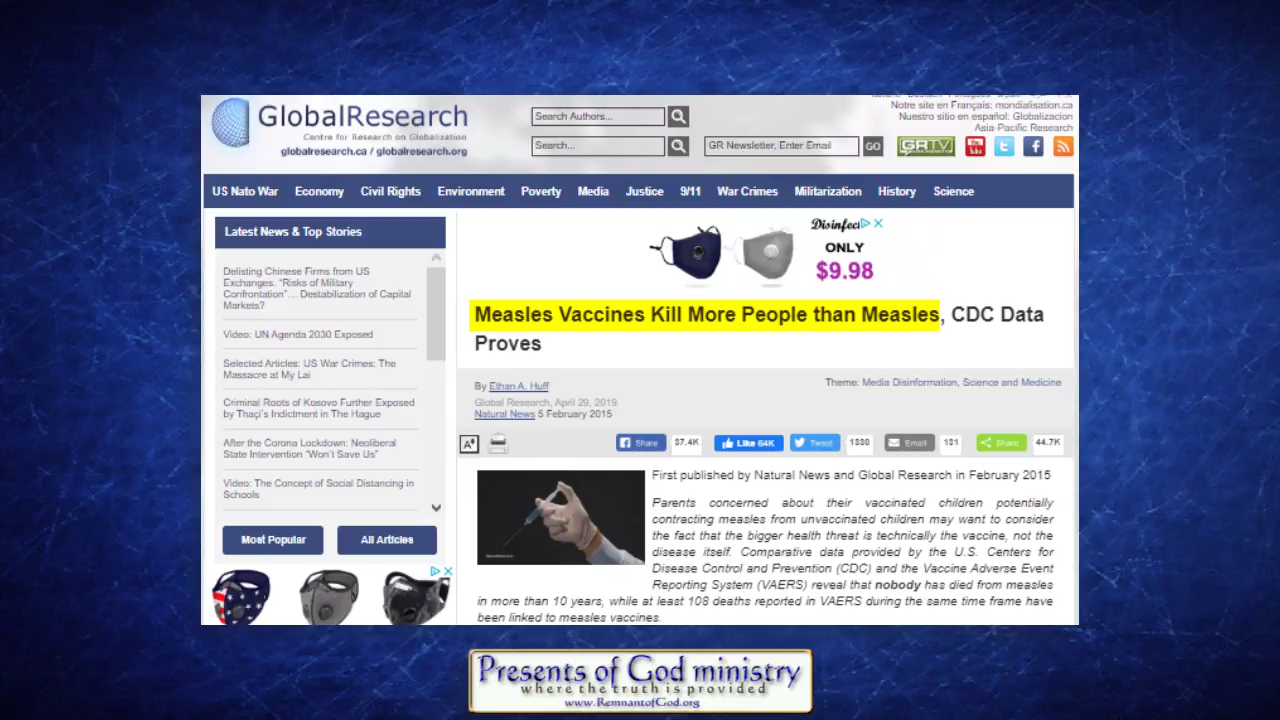 GlobalResearch
Centre for Research on Globalization
globalresearch.ca / globalresearch.org
Search Authors...
Search...
GR Newsletter, Enter Email
GO
Notre site en Français: mondialisation.ca
Nuestro sitio en español: Globalizacion
Asia-Pacific Research
GRTV
You
Tube
US Nato War Economy Civil Rights Environment Poverty Media Justice 9/11 War Crimes Militarization History Science
Latest News & Top Stories
Delisting Chinese Firms from US
Exchanges. “Risks of Military
Confrontation”... Destabilization of Capital
Markets?
Video: UN Agenda 2030 Exposed
Selected Articles: US War Crimes: The
Massacre at My Lai
Criminal Roots of Kosovo Further Exposed
by Thaçi’s Indictment in The Hague
After the Corona Lockdown: Neoliberal
State Intervention “Won’t Save Us”
Video: The Concept of Social Distancing in
Schools
Most Popular
All Articles
Disinfect
ONLY
$9.98
Measles Vaccines Kill More People than Measles, CDC Data
Proves
By Ethan A. Huff
Global Research, April 29, 2019
Natural News 5 February 2015
Theme: Media Disinformation, Science and Medicine
Share 37.4K Like 64K Tweet 1330 Email 131 Share 44.7K
First published by Natural News and Global Research in February 2015
Parents concerned about their vaccinated children potentially
contracting measles from unvaccinated children may want to consider
the fact that the bigger health threat is technically the vaccine, not the
disease itself. Comparative data provided by the U.S. Centers for
Disease Control and Prevention (CDC) and the Vaccine Adverse Event
Reporting System (VAERS) reveal that nobody has died from measles
in more than 10 years, while at least 108 deaths reported in VAERS during the same time frame have
been linked to measles vaccines.
Presents of God ministry
where the truth is provided
www.RemnantofGod.org